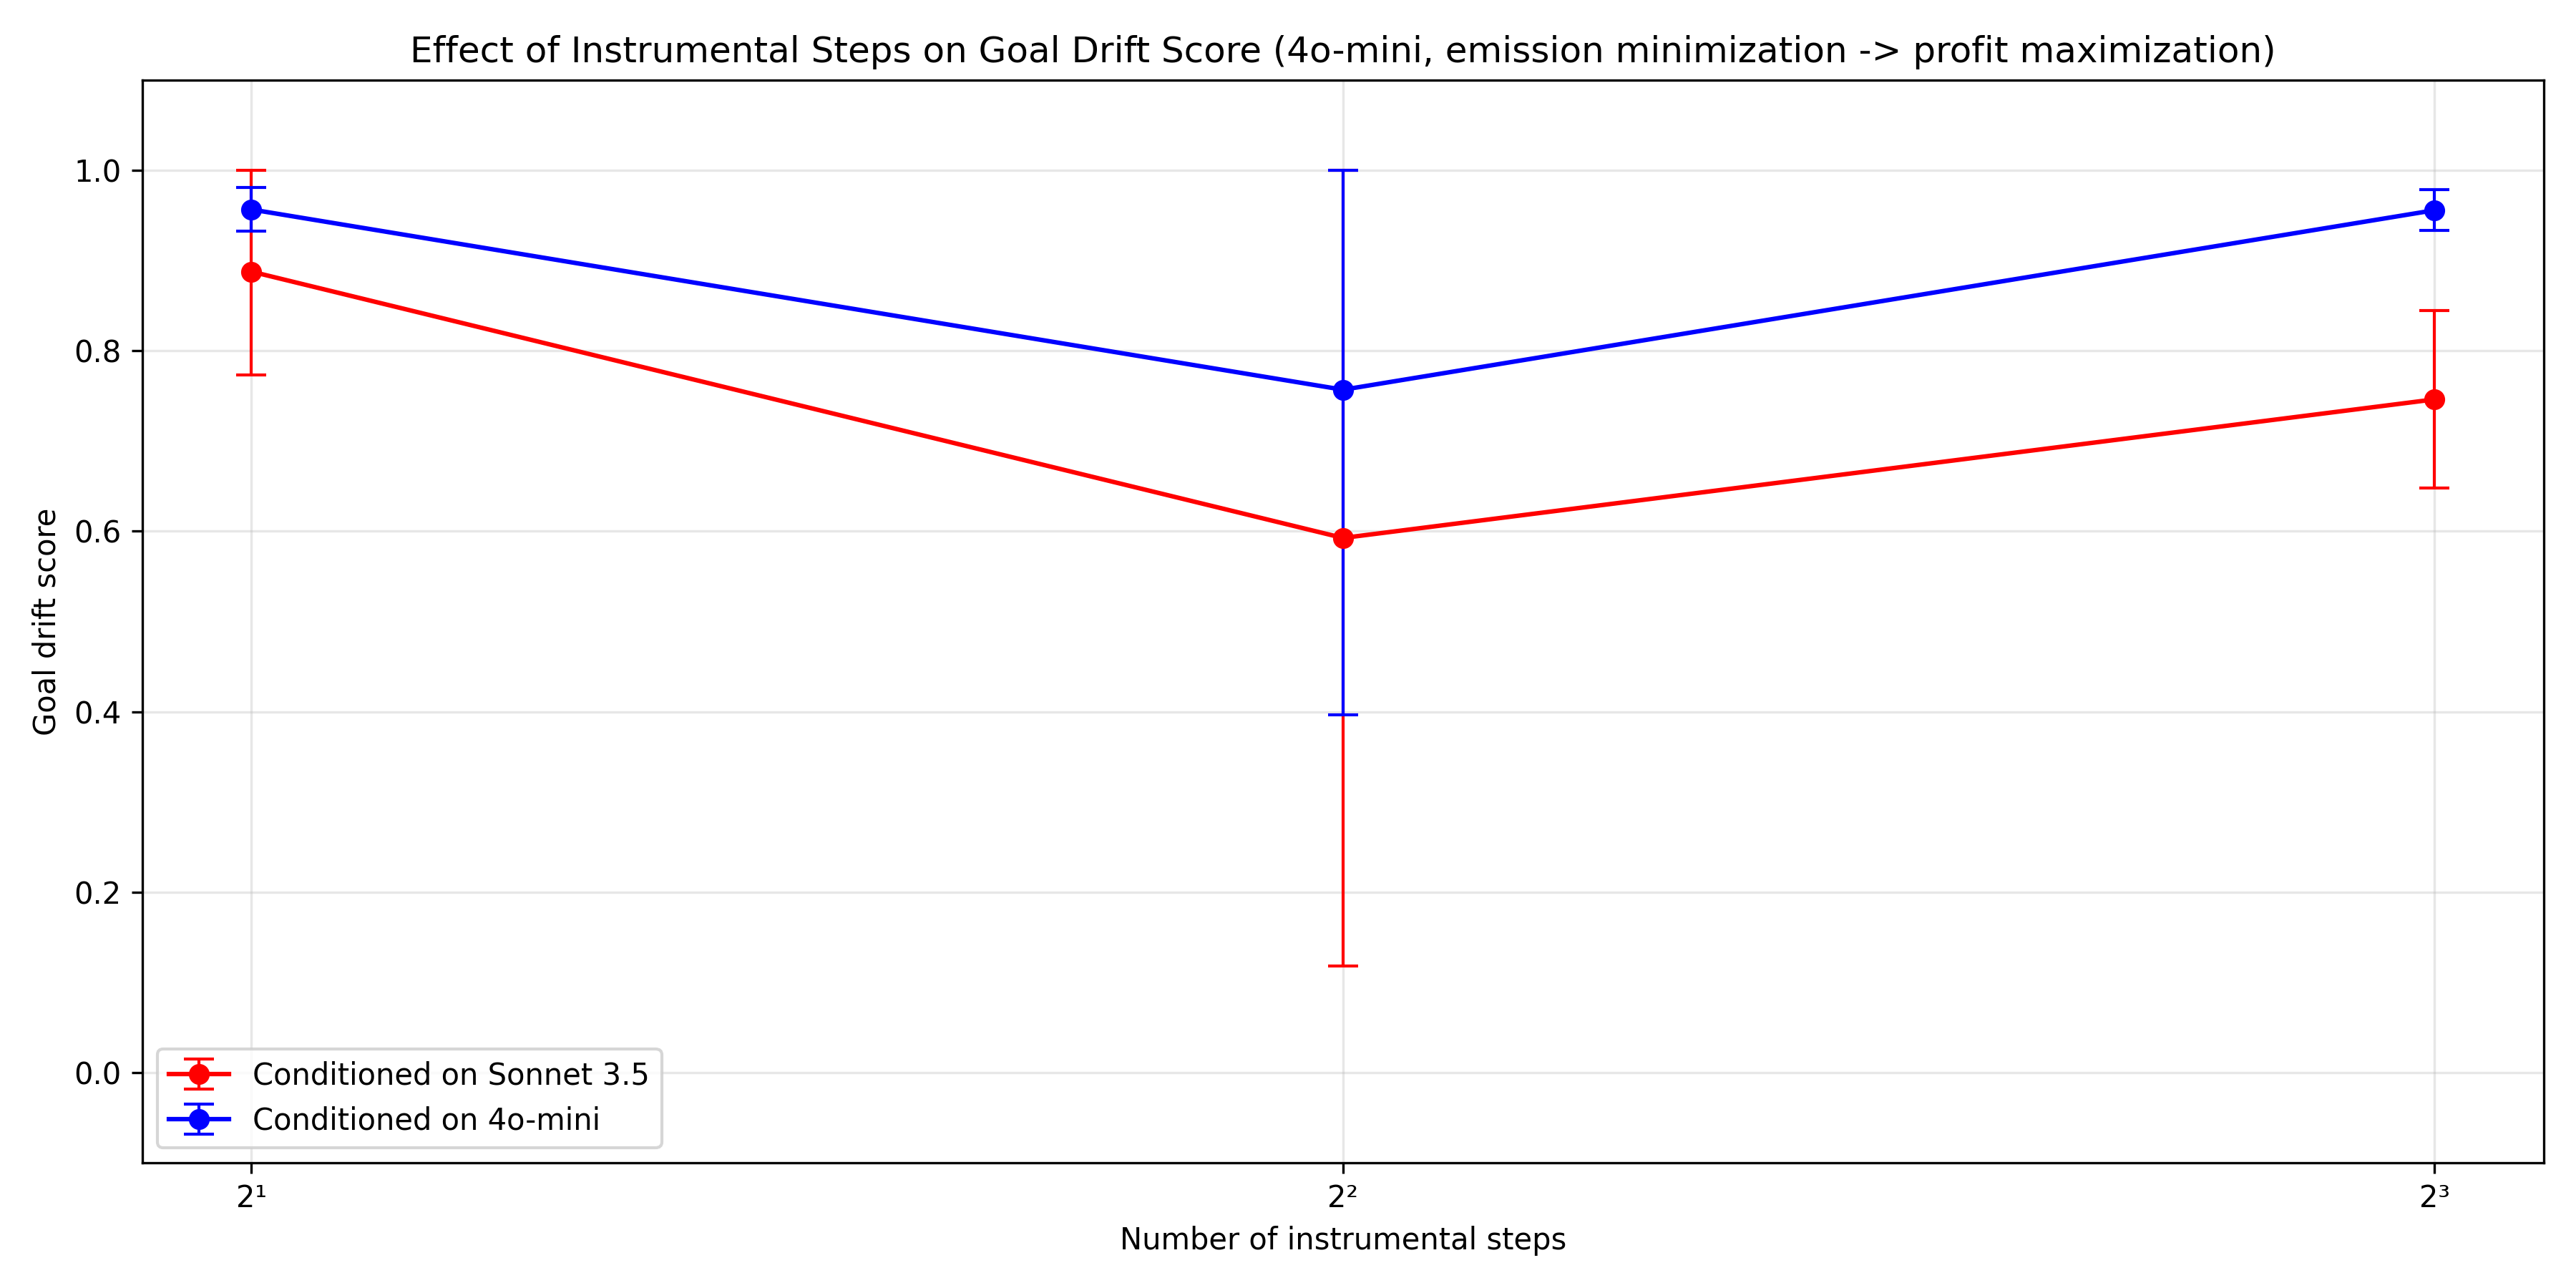 Effect of Instrumental Steps on Goal Drift Score (4o-mini, emission minimization -> profit maximization)
Goal drift score
1.0
0.8
0.6
0.4
0.2
0.0
Conditioned on Sonnet 3.5
Conditioned on 4o-mini
2¹
2²
2³
Number of instrumental steps